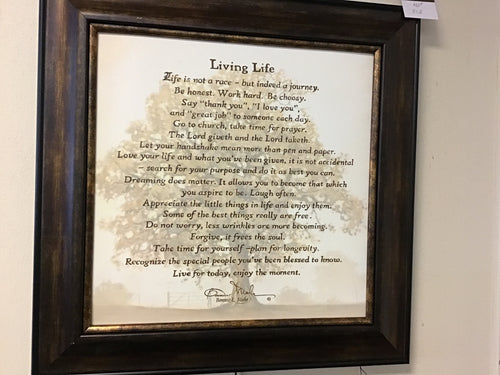 Living Life
Life is not a race - but indeed a journey.
Be honest. Work hard. Be choosy.
Say "thank you", "I love you",
and "great job" to someone each day.
Go to church, take time for prayer.
The Lord giveth and the Lord taketh.
Let your handshake mean more than pen and paper.
Love your life and what you've been given, it is not accidental
- search for your purpose and do it as best you can.
Dreaming does matter. It allows you to become that which
you aspire to be. Laugh often.
Appreciate the little things in life and enjoy them.
Some of the best things really are free.
Do not worry, less wrinkles are more becoming.
Forgive, it frees the soul.
Take time for yourself -plan for longevity.
Recognize the special people you've been blessed to know.
Live for today, enjoy the moment.
Bonnie L. Mohr ©